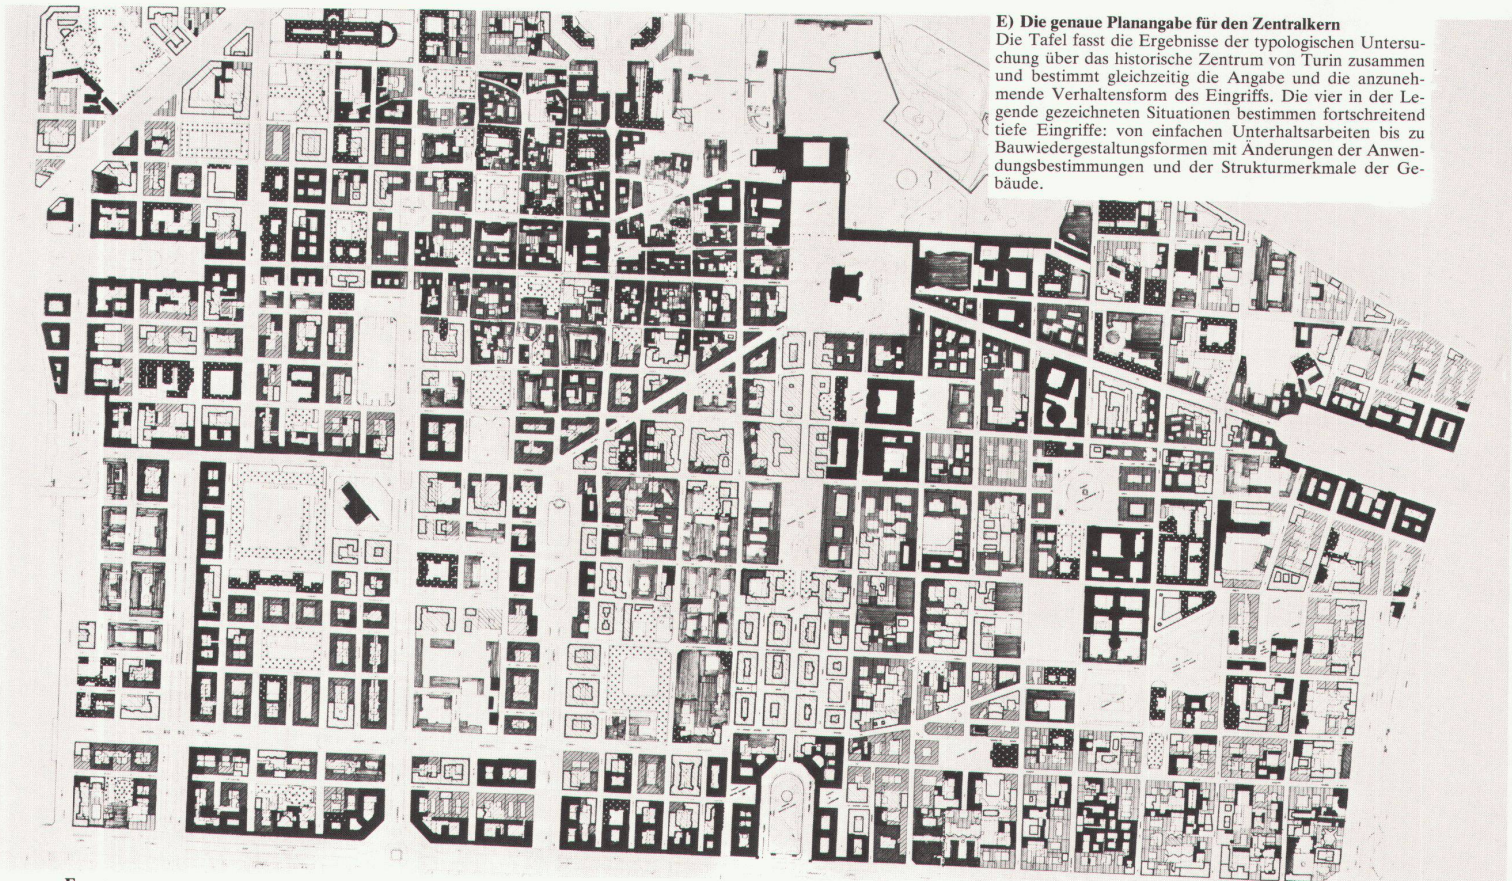 E) Die genaue Planangabe für den Zentralkern
Die Tafel fasst die Ergebnisse der typologischen Untersu-
chung über das historische Zentrum von Turin zusammen
und bestimmt gleichzeitig die Angabe und die anzuneh-
mende Verhaltensform des Eingriffs. Die vier in der Le-
gende gezeichneten Situationen bestimmen fortschreitend
tiefe Eingriffe: von einfachen Unterhaltsarbeiten bis zu
Bauwiedergestaltungsformen mit Änderungen der Anwen-
dungsbestimmungen und der Strukturmerkmale der Ge-
bäude.